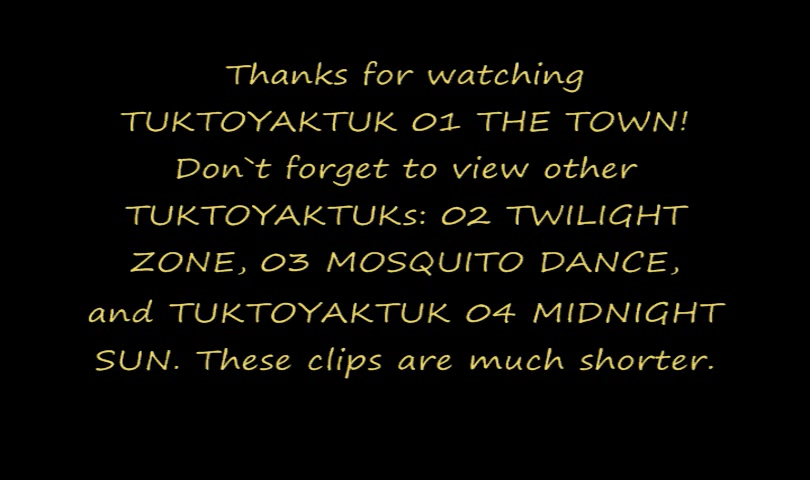 Thanks for watching
TUKTOYAKTUK 01 THE TOWN!
Don`t forget to view other
TUKTOYAKTUKs: 02 TWILIGHT
ZONE, 03 MOSQUITO DANCE,
and TUKTOYAKTUK 04 MIDNIGHT
SUN. These clips are much shorter.